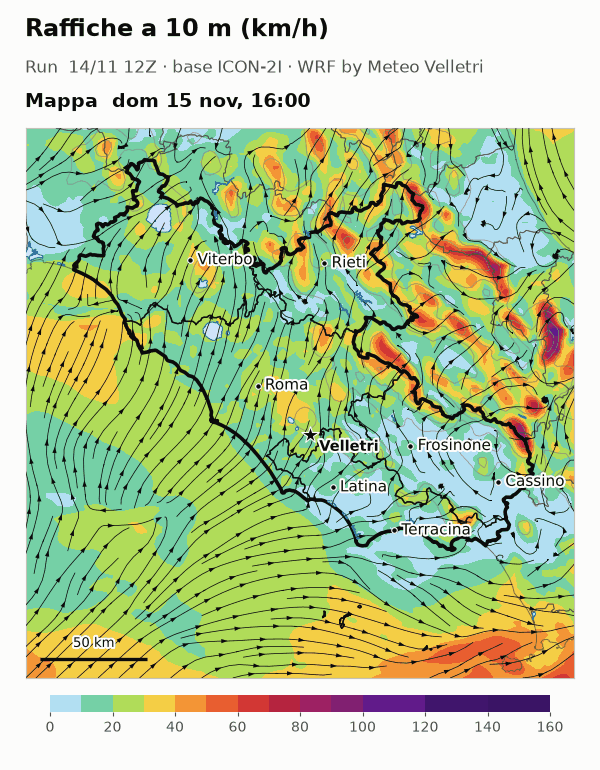 Raffiche a 10 m (km/h)
Run  14/11 12Z · base ICON-2I · WRF by Meteo Velletri
Mappa  dom 15 nov, 16:00
Viterbo
Rieti
Roma
Velletri
Frosinone
Cassino
Latina
Terracina
50 km
0 20 40 60 80 100 120 140 160